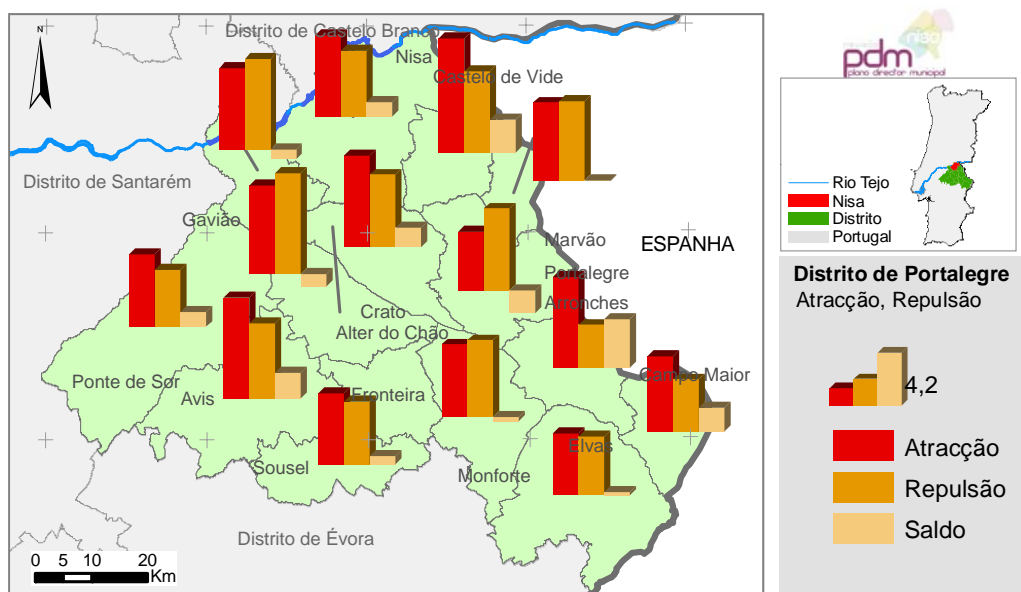 N
Distrito de Castelo Branco
Nisa
Castelo de Vide
Distrito de Santarém
Gavião
Marvão
ESPANHA
Portalegre
Arronches
Crato
Alter do Chão
Ponte de Sor
Avis
Fronteira
Campo Maior
Elvas
Sousel
Monforte
Distrito de Évora
0 5 10 20
Km
nisa
pdm
plano director municipal
Rio Tejo
Nisa
Distrito
Portugal
Distrito de Portalegre
Atracção, Repulsão
4,2
Atracção
Repulsão
Saldo